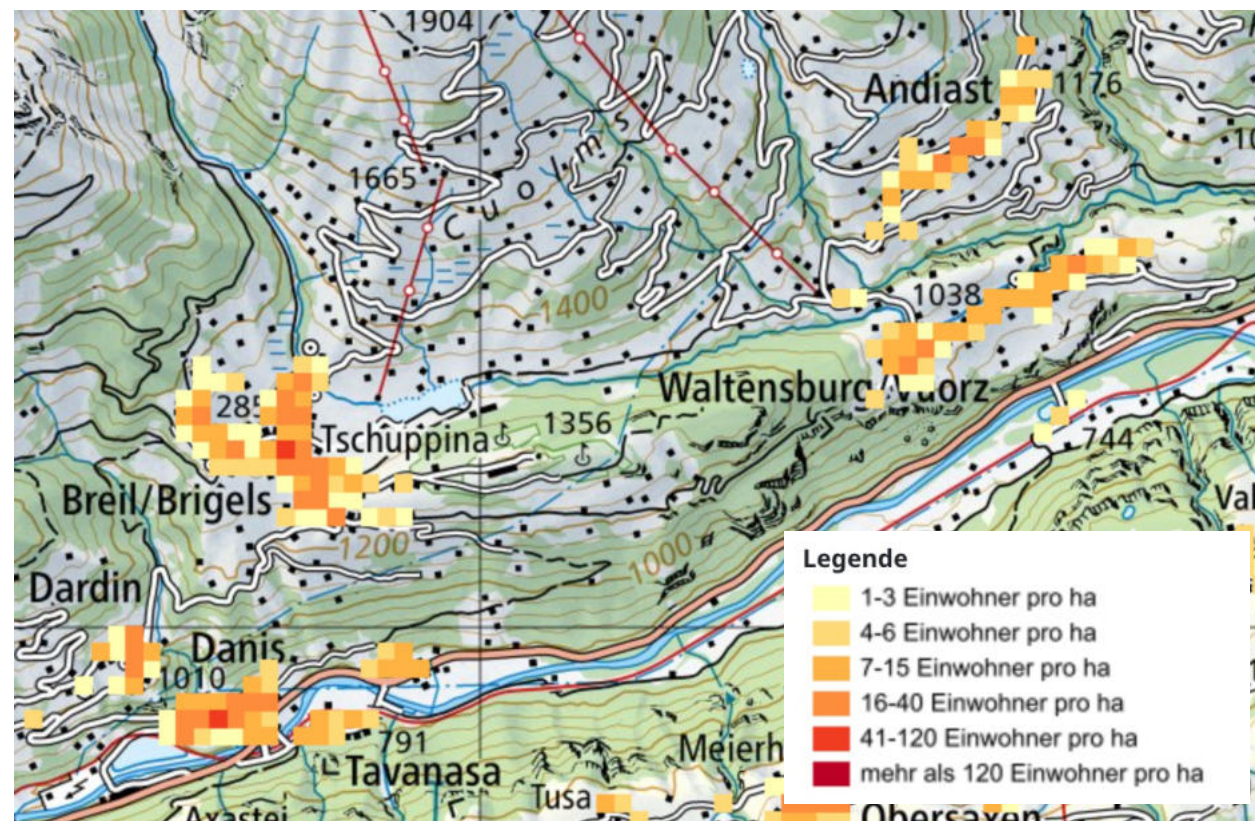 1904
Andiast
1176
1665
Cuolms
1400
1038
Waltensburg/Vuorz
285
Tschuppina
1356
744
Breil/Brigels
1200
1000
Legende
1-3 Einwohner pro ha
4-6 Einwohner pro ha
7-15 Einwohner pro ha
16-40 Einwohner pro ha
41-120 Einwohner pro ha
mehr als 120 Einwohner pro ha
Dardin
Danis
1010
791
Tavanasa
Meierh
Tusa
Axastei
Obersaxen